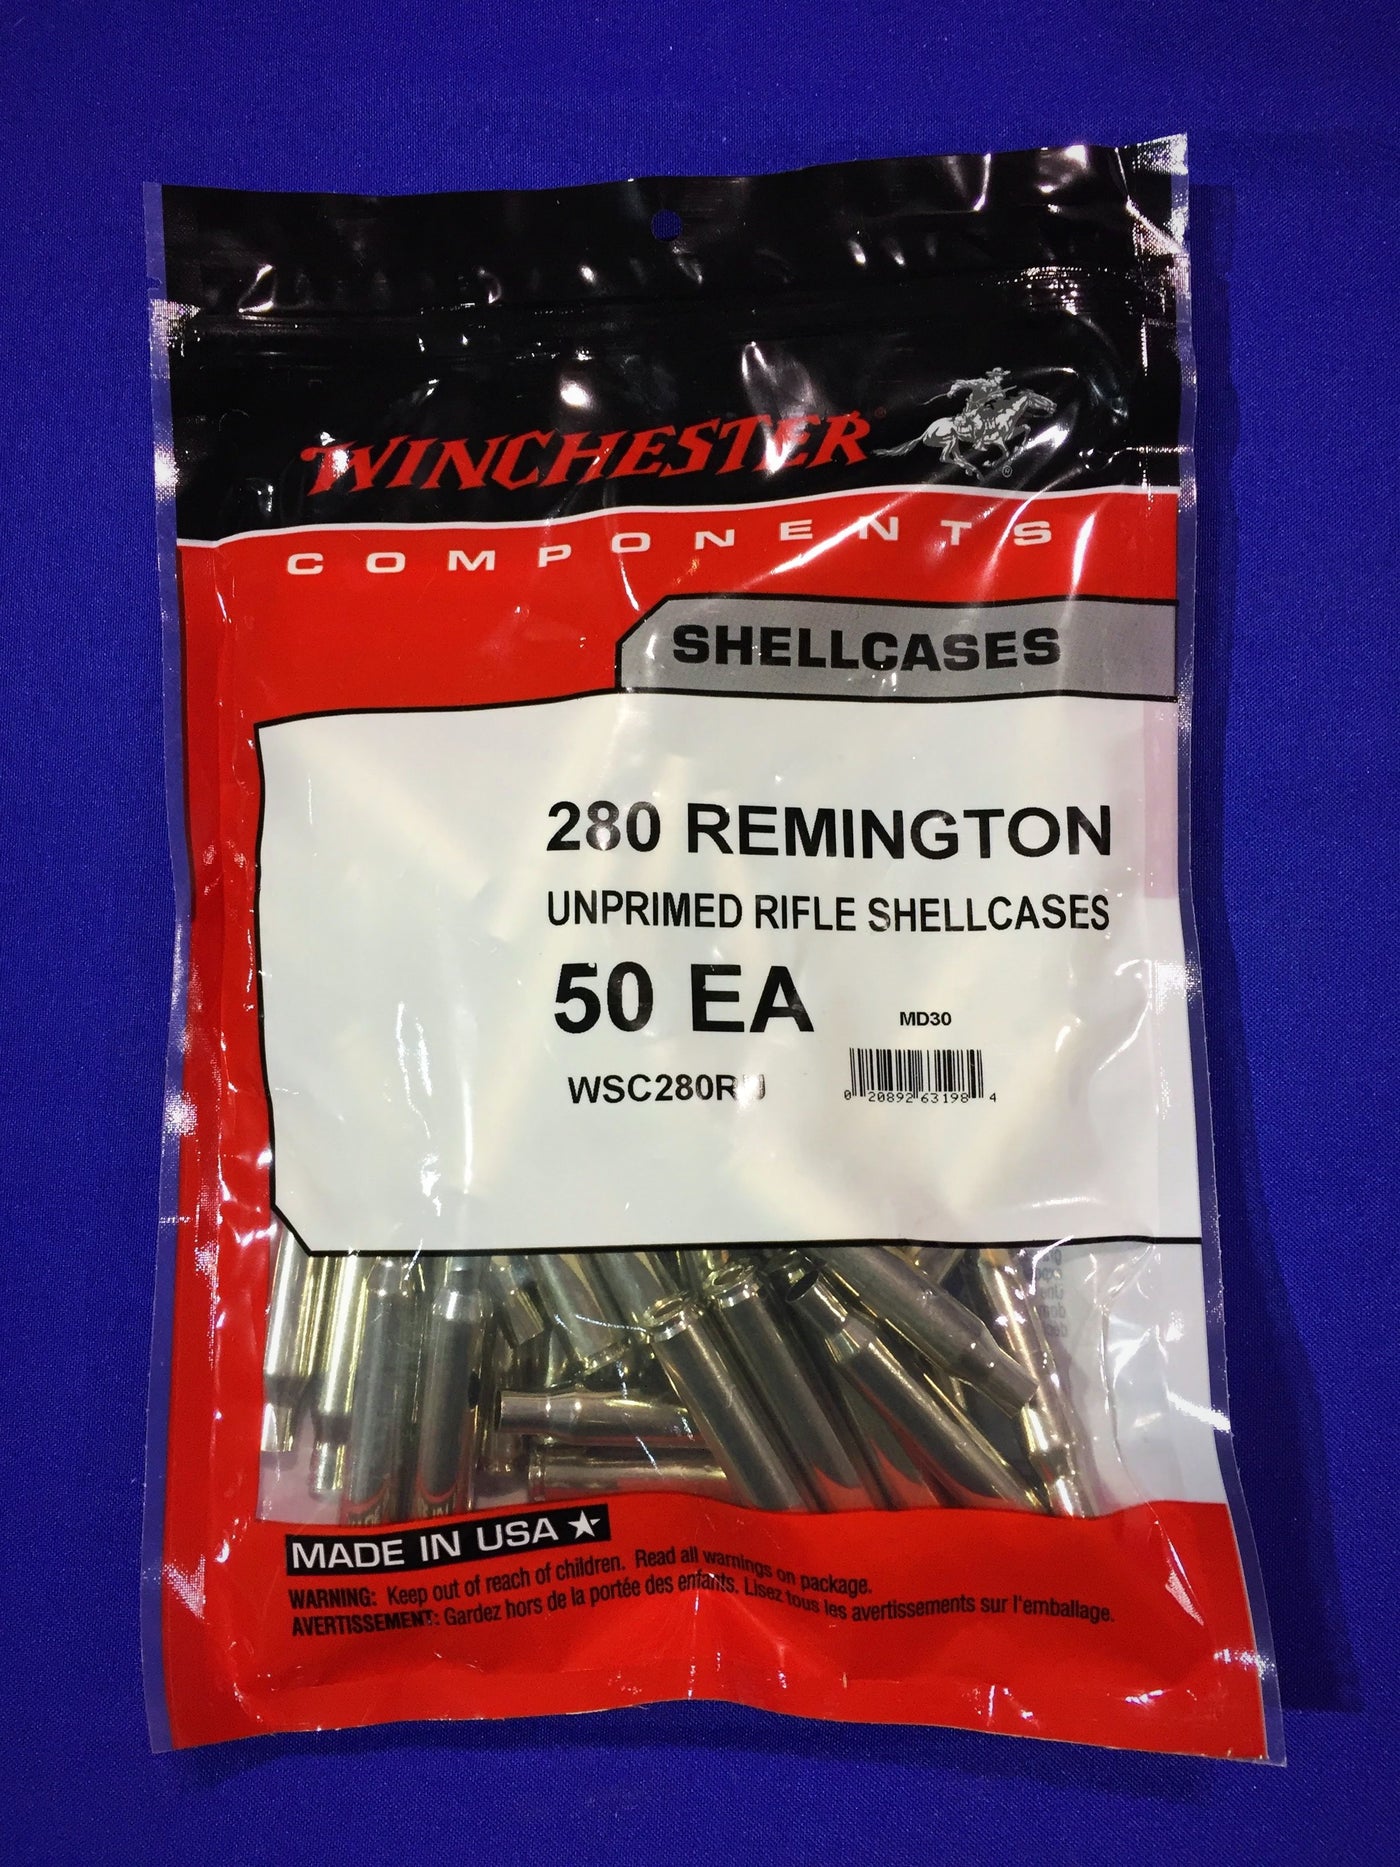 WINCHESTER®
COMPONENTS
SHELLCASES
280 REMINGTON
UNPRIMED RIFLE SHELLCASES
50 EA
MD30
0 20892 63198 4
MADE IN USA
WARNING: Keep out of reach of children. Read all warnings on package.
AVERTISSEMENT: Gardez hors de la portée des enfants. Lisez tous les avertissements sur l'emballage.